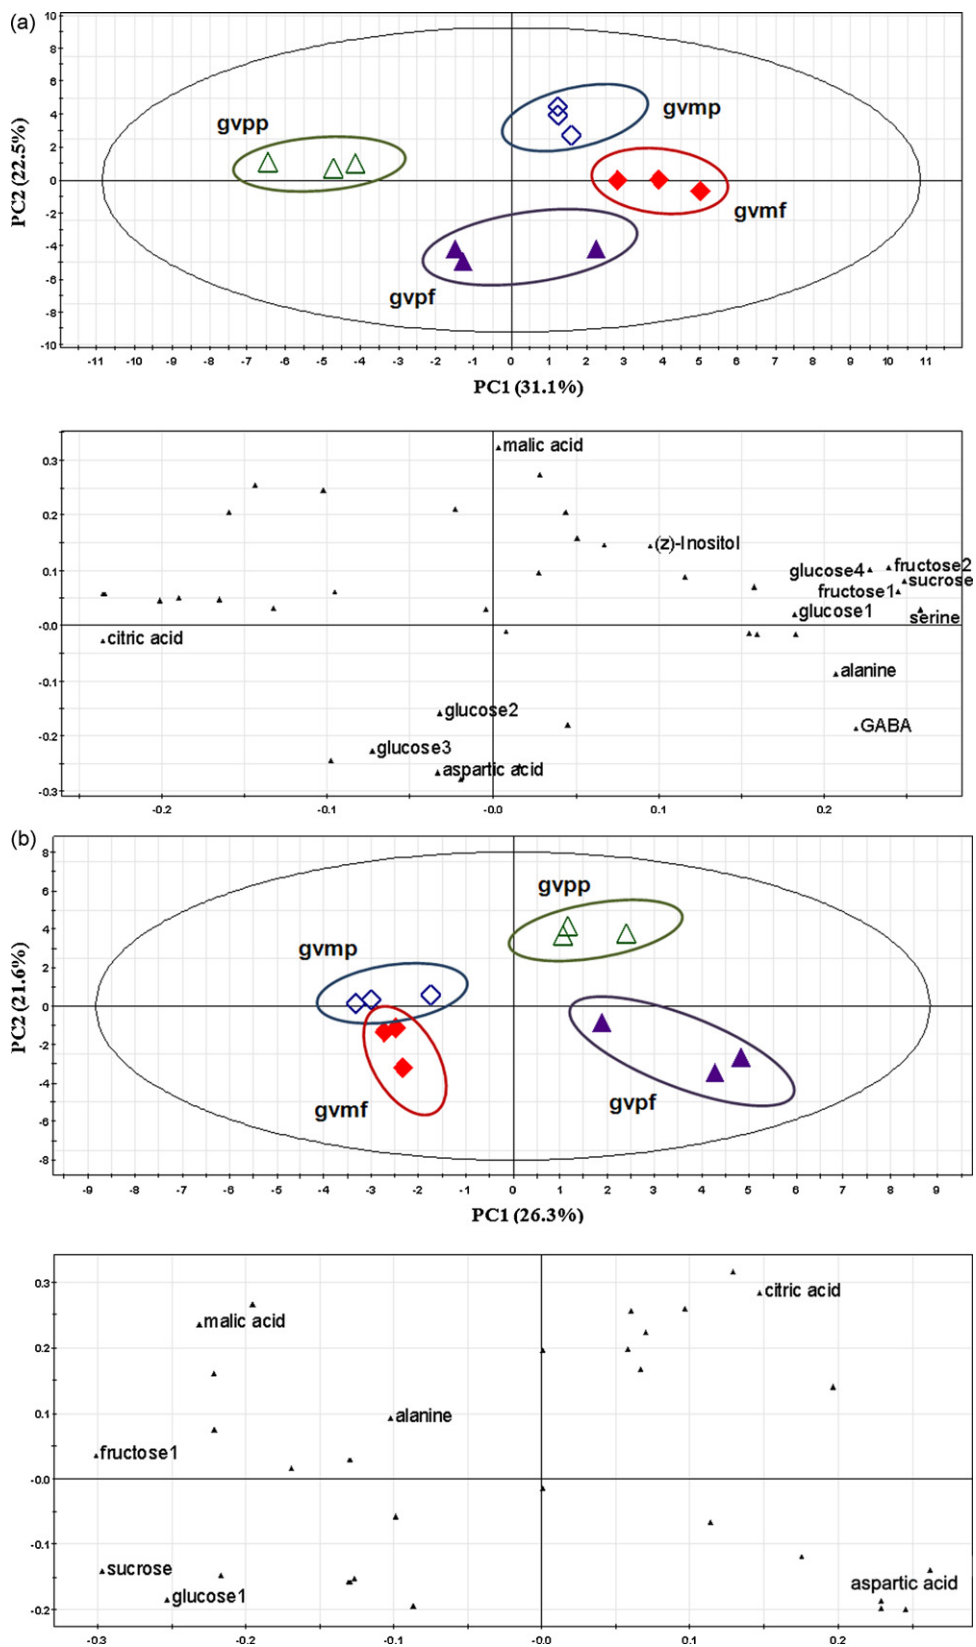 (a)
10
8
6
4
2
0
-2
-4
-6
-8
-10
PC2 (22.5%)
gvpp
gvmp
gvmf
gvpf
-11 -10 -9 -8 -7 -6 -5 -4 -3 -2 -1 0 1 2 3 4 5 6 7 8 9 10 11
PC1 (31.1%)
0.3
0.2
0.1
-0.0
-0.1
-0.2
-0.3
malic acid
(z)-Inositol
glucose4
fructose2
sucrose
fructose1
glucose1
serine
citric acid
alanine
glucose2
GABA
glucose3
aspartic acid
-0.2 -0.1 -0.0 0.1 0.2
(b)
8
6
4
2
0
-2
-4
-6
-8
PC2 (21.6%)
gvpp
gvmp
gvmf
gvpf
-9 -8 -7 -6 -5 -4 -3 -2 -1 0 1 2 3 4 5 6 7 8 9
PC1 (26.3%)
0.3
0.2
0.1
-0.0
-0.1
-0.2
citric acid
malic acid
alanine
fructose1
sucrose
glucose1
aspartic acid
-0.3 -0.2 -0.1 -0.0 0.1 0.2